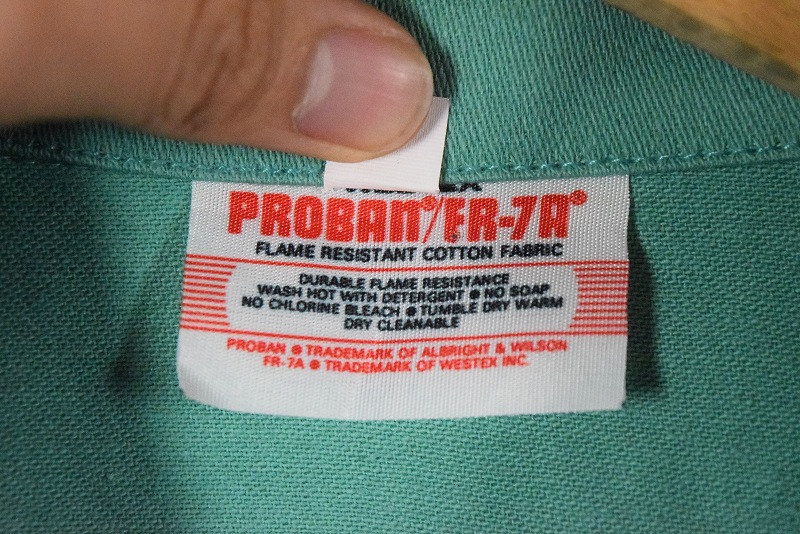 PROBAN®/FR-7A®
FLAME RESISTANT COTTON FABRIC
DURABLE FLAME RESISTANCE
WASH HOT WITH DETERGENT ● NO SOAP
NO CHLORINE BLEACH ● TUMBLE DRY WARM
DRY CLEANABLE
PROBAN ● TRADEMARK OF ALBRIGHT & WILSON
FR-7A ● TRADEMARK OF WESTEX INC.